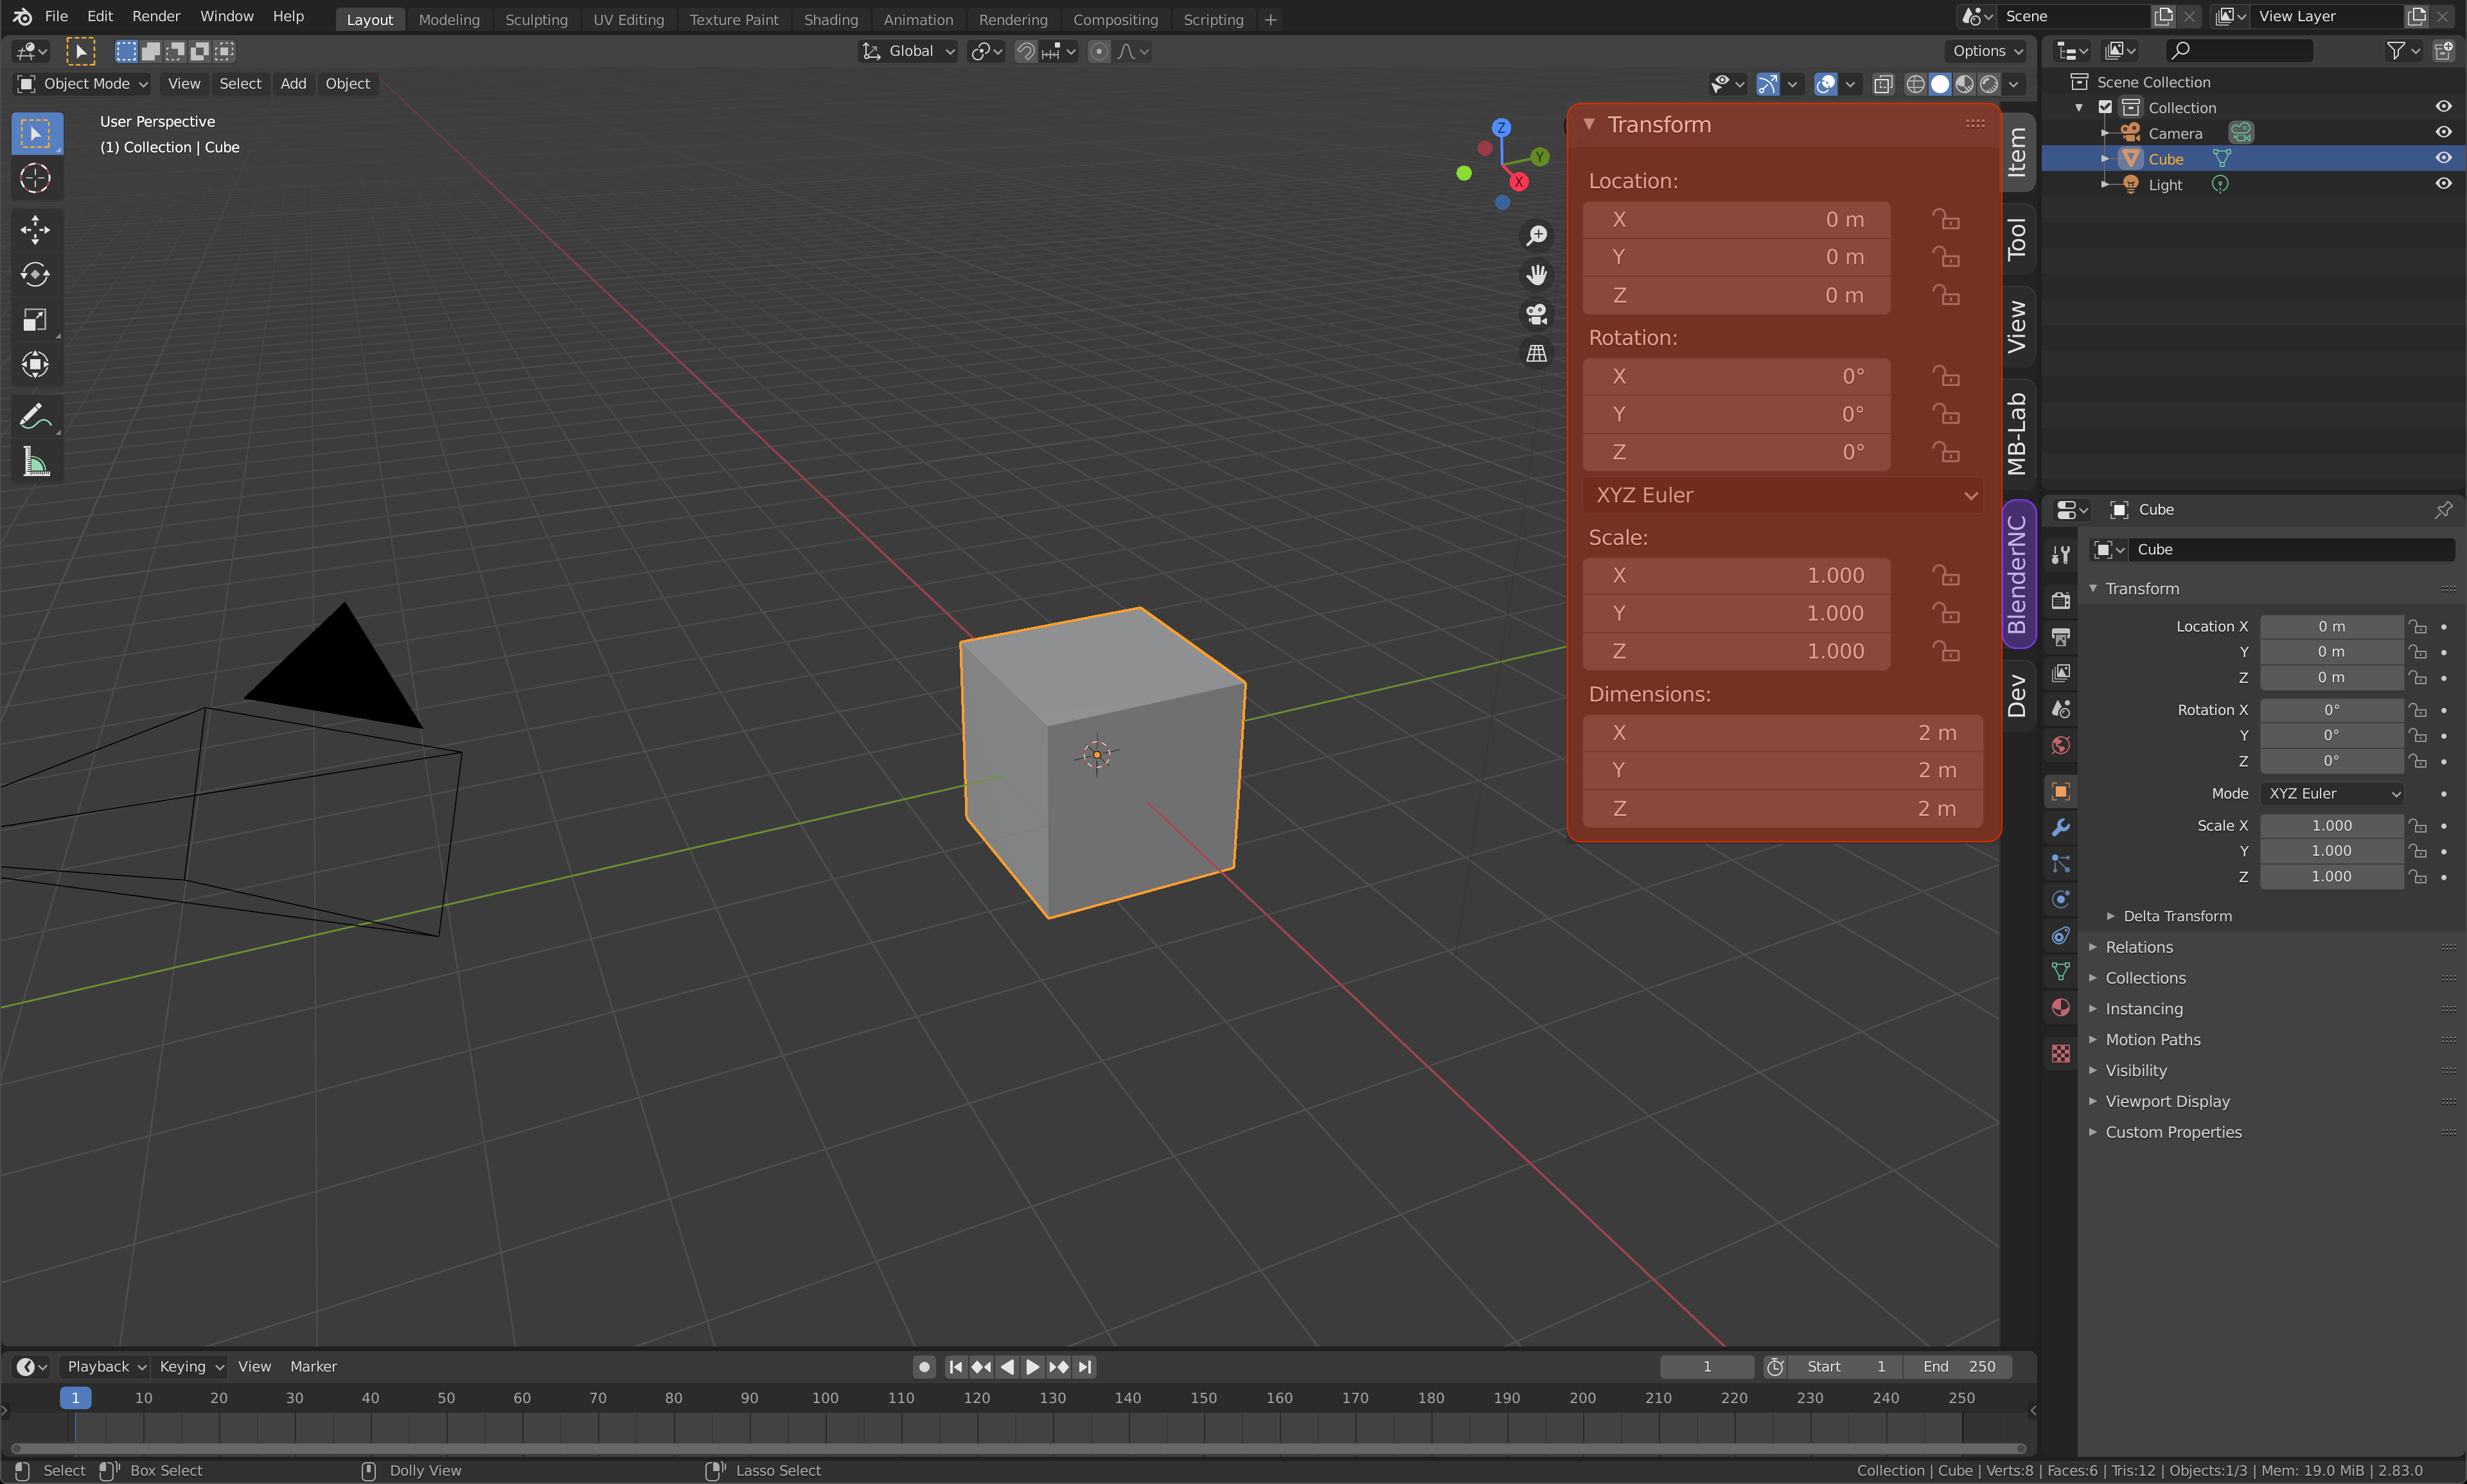 File Edit Render Window Help Layout Modeling Sculpting UV Editing Texture Paint Shading Animation Rendering Compositing Scripting + Scene View Layer
Global Options
Object Mode View Select Add Object
User Perspective
(1) Collection | Cube
Z
Y
X
Transform
Location:
X 0 m
Y 0 m
Z 0 m
Rotation:
X 0°
Y 0°
Z 0°
XYZ Euler
Scale:
X 1.000
Y 1.000
Z 1.000
Dimensions:
X 2 m
Y 2 m
Z 2 m
Item
Tool
View
MB-Lab
BlenderNC
Dev
Scene Collection
Collection
Camera
Cube
Light
Cube
Cube
Transform
Location X 0 m
Y 0 m
Z 0 m
Rotation X 0°
Y 0°
Z 0°
Mode XYZ Euler
Scale X 1.000
Y 1.000
Z 1.000
Delta Transform
Relations
Collections
Instancing
Motion Paths
Visibility
Viewport Display
Custom Properties
Playback Keying View Marker 1 Start 1 End 250
1 10 20 30 40 50 60 70 80 90 100 110 120 130 140 150 160 170 180 190 200 210 220 230 240 250
Select Box Select Dolly View Lasso Select Collection | Cube | Verts:8 | Faces:6 | Tris:12 | Objects:1/3 | Mem: 19.0 MiB | 2.83.0